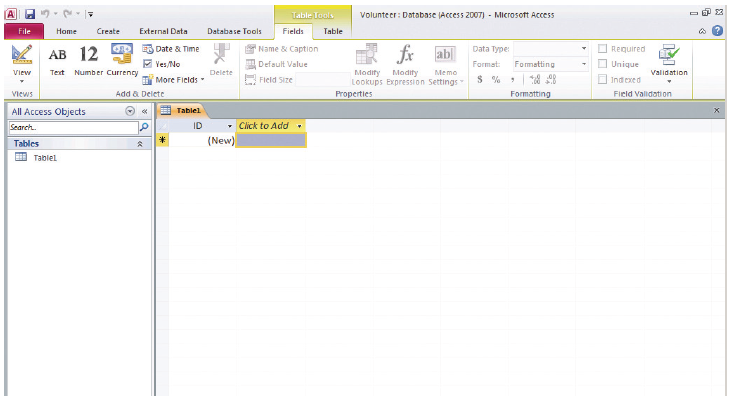 Table Tools
Volunteer : Database (Access 2007) - Microsoft Access
File Home Create External Data Database Tools Fields Table
View
Views
AB Text
12 Number
Currency
Date & Time
Yes/No
More Fields
Delete
Add & Delete
Name & Caption
Default Value
Field Size
Modify Lookups
fx Modify Expression
ab Memo Settings
Properties
Data Type:
Format: Formatting
$ % ,
Formatting
Required
Unique
Indexed
Validation
Field Validation
All Access Objects
Search...
Tables
Table1
Table1
ID Click to Add
(New)